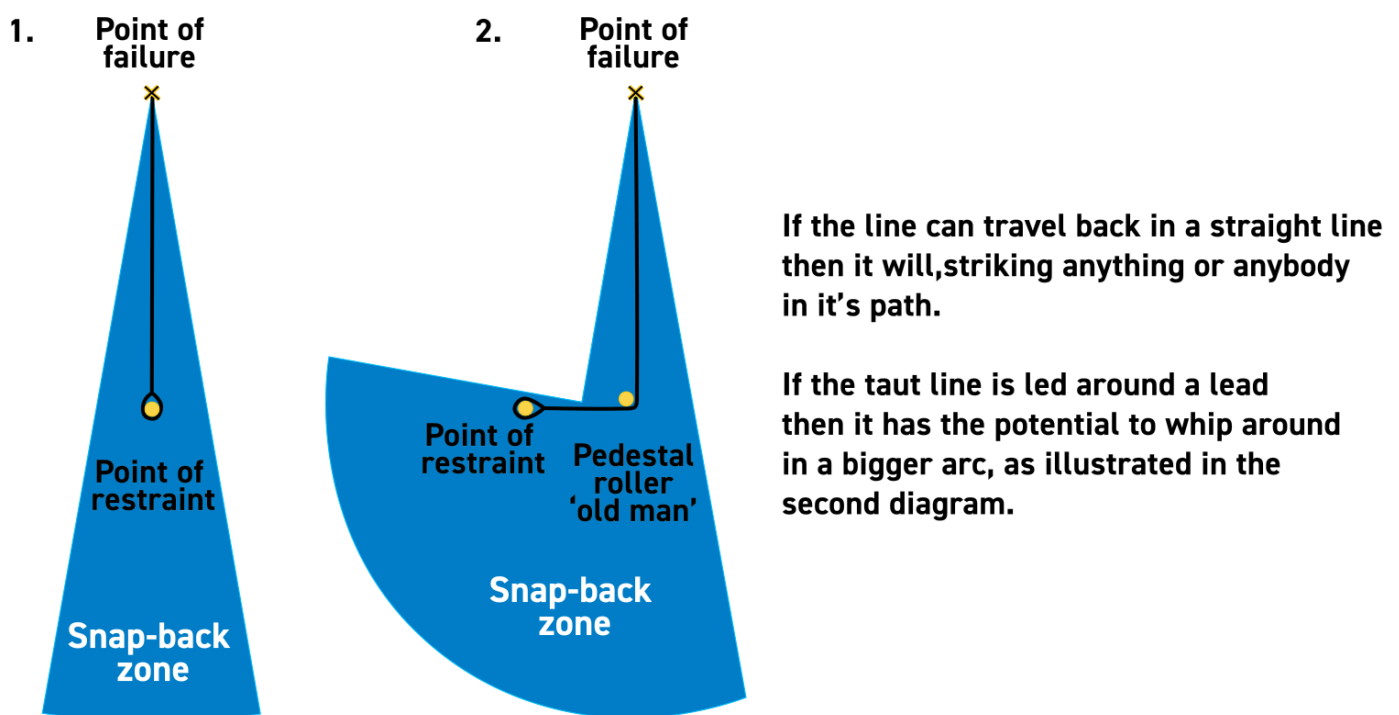 1.
Point of
failure
Point of
restraint
Snap-back
zone
2.
Point of
failure
Point of
restraint
Pedestal
roller
‘old man’
Snap-back
zone
If the line can travel back in a straight line
then it will,striking anything or anybody
in it’s path.
If the taut line is led around a lead
then it has the potential to whip around
in a bigger arc, as illustrated in the
second diagram.